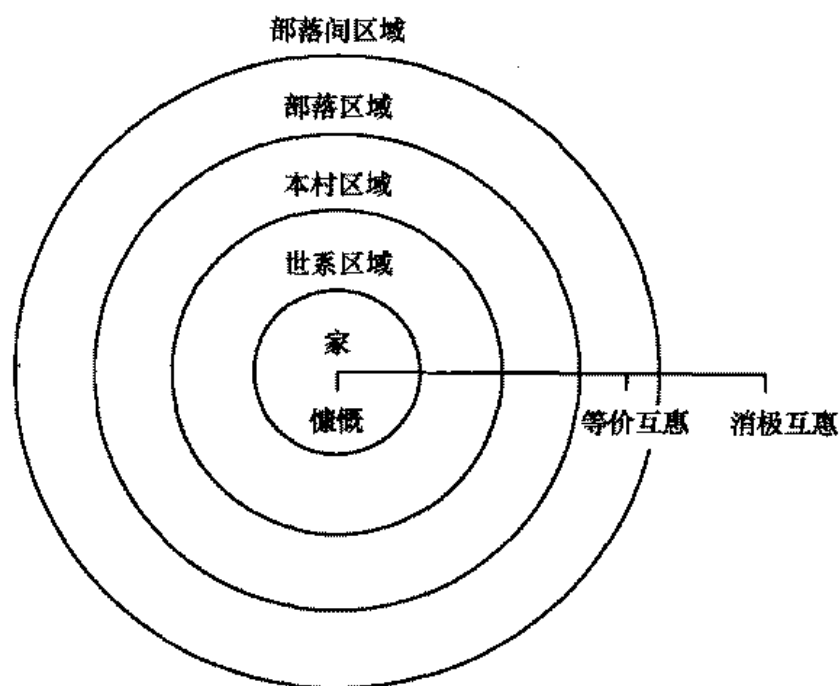 部落间区域
部落区域
本村区域
世系区域
家
慷慨
等价互惠
消极互惠